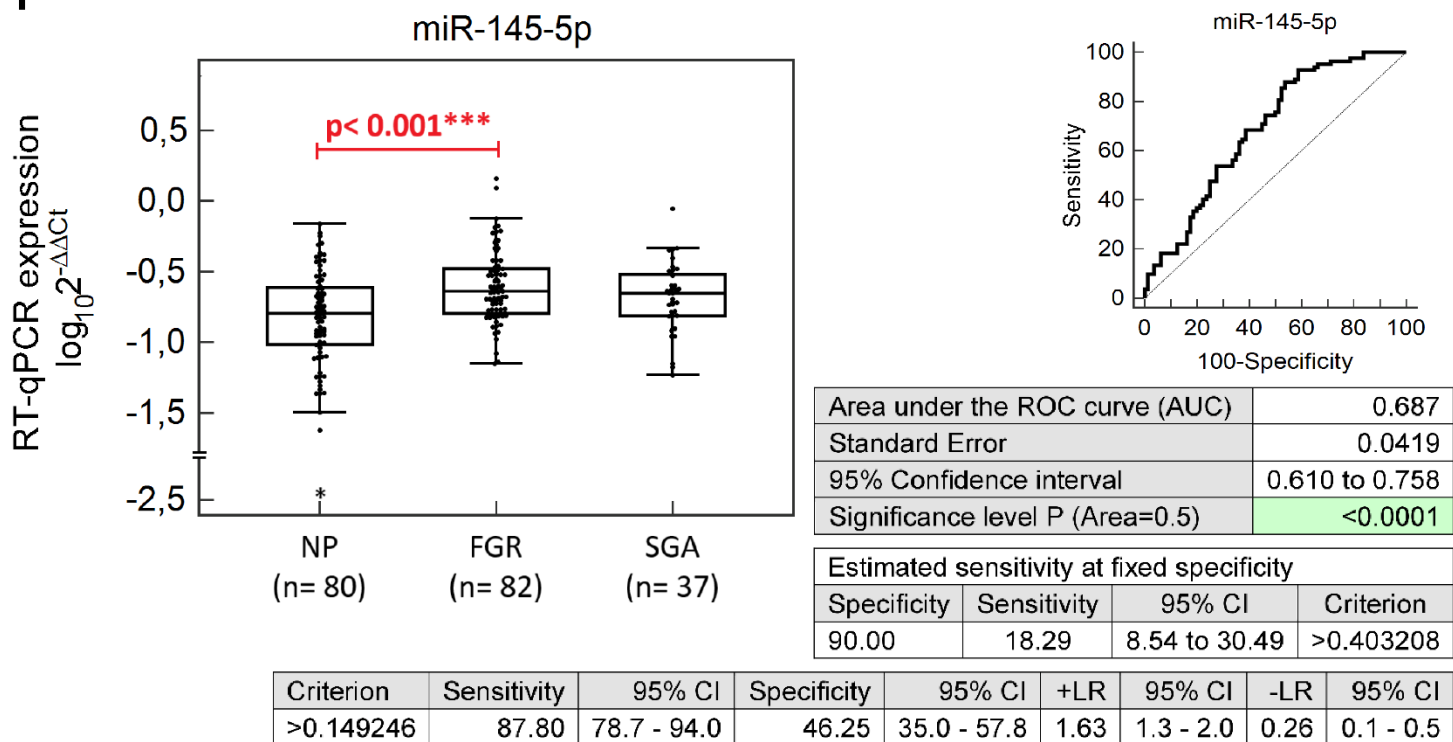 miR-145-5p
p< 0.001***
RT-qPCR expression
log₁₀2^-ΔΔCt
0,5
0,0
-0,5
-1,0
-1,5
-2,5
*
NP
(n= 80)
FGR
(n= 82)
SGA
(n= 37)
miR-145-5p
Sensitivity
100
80
60
40
20
0
0 20 40 60 80 100
100-Specificity
Area under the ROC curve (AUC) 0.687
Standard Error 0.0419
95% Confidence interval 0.610 to 0.758
Significance level P (Area=0.5) <0.0001
Estimated sensitivity at fixed specificity
Specificity Sensitivity 95% CI Criterion
90.00 18.29 8.54 to 30.49 >0.403208
Criterion Sensitivity 95% CI Specificity 95% CI +LR 95% CI -LR 95% CI
>0.149246 87.80 78.7 - 94.0 46.25 35.0 - 57.8 1.63 1.3 - 2.0 0.26 0.1 - 0.5